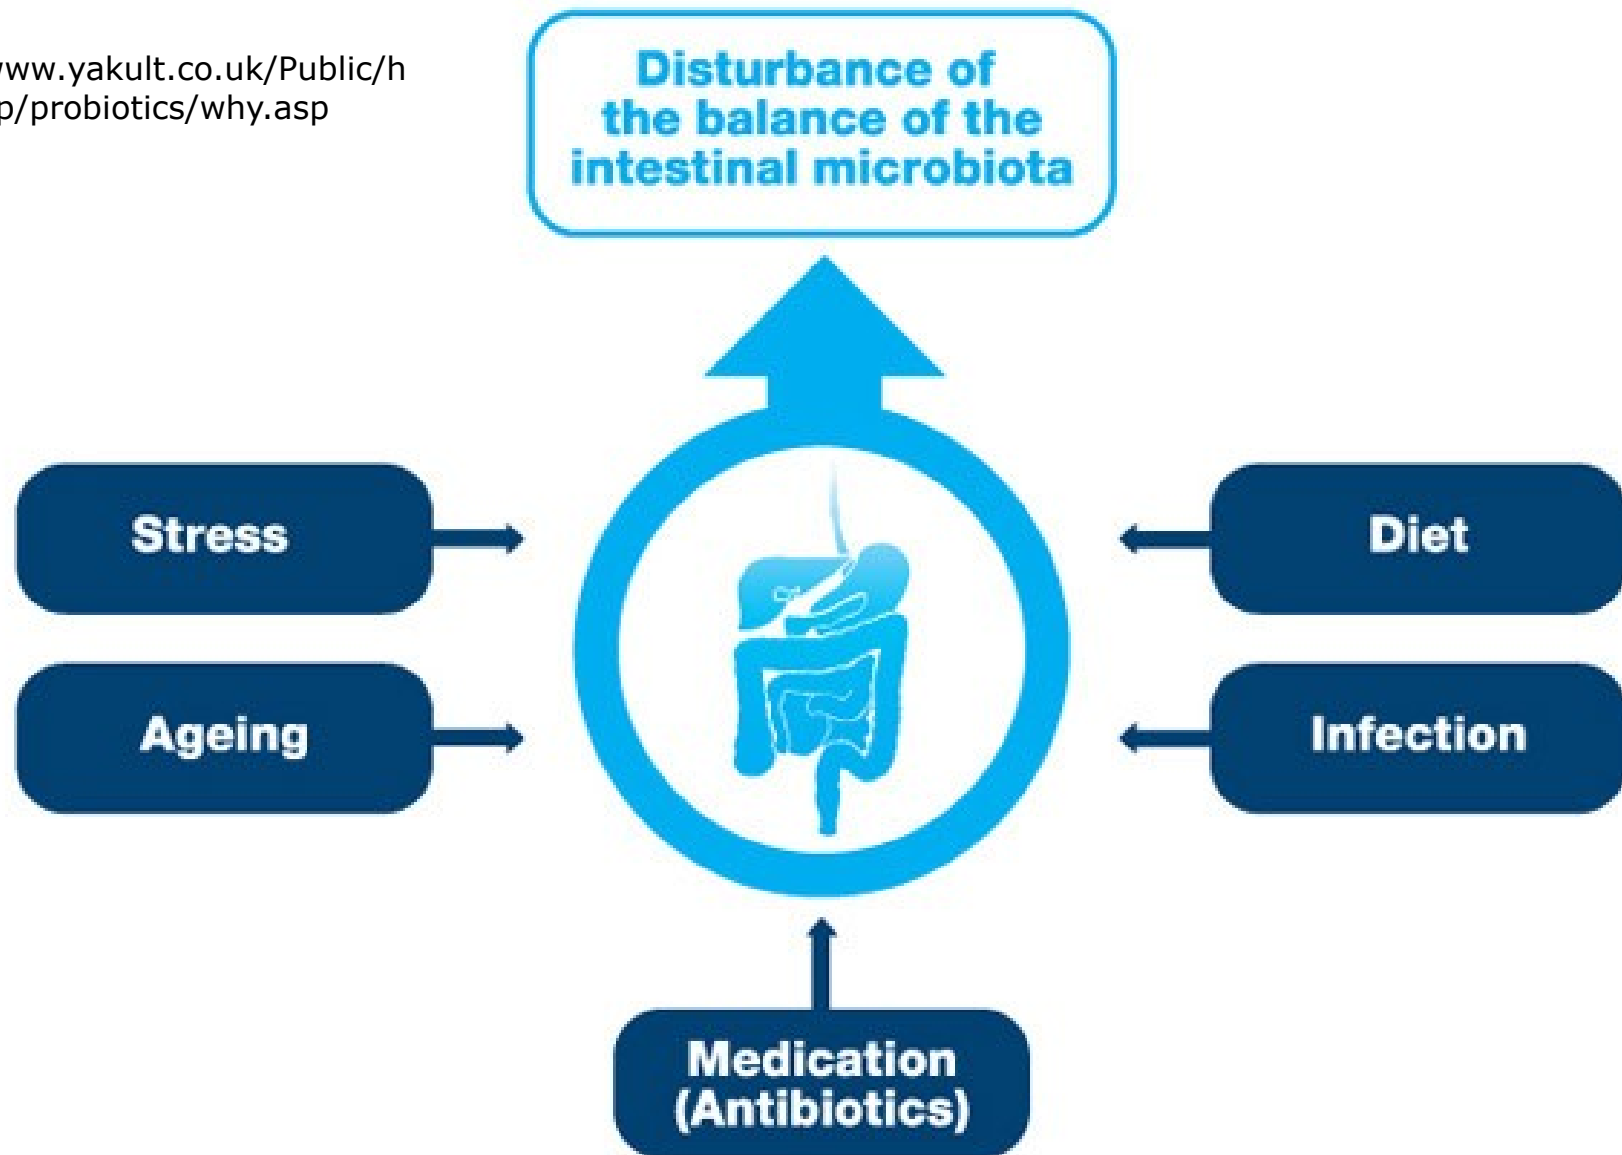 www.yakult.co.uk/Public/h
p/probiotics/why.asp
Disturbance of
the balance of the
intestinal microbiota
Stress
Diet
Ageing
Infection
Medication
(Antibiotics)